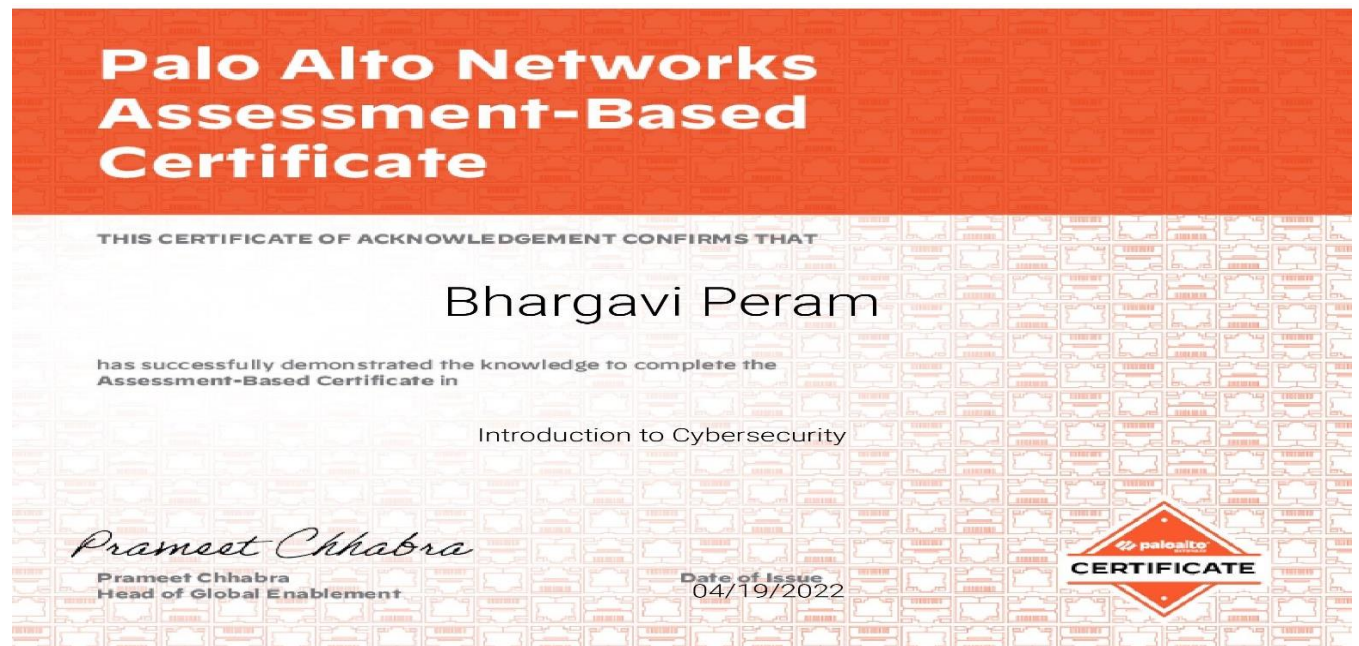 Palo Alto Networks
Assessment-Based
Certificate
THIS CERTIFICATE OF ACKNOWLEDGEMENT CONFIRMS THAT
Bhargavi Peram
has successfully demonstrated the knowledge to complete the
Assessment-Based Certificate in
Introduction to Cybersecurity
Prameet Chhabra
Prameet Chhabra
Head of Global Enablement
Date of Issue
04/19/2022
paloalto
CERTIFICATE